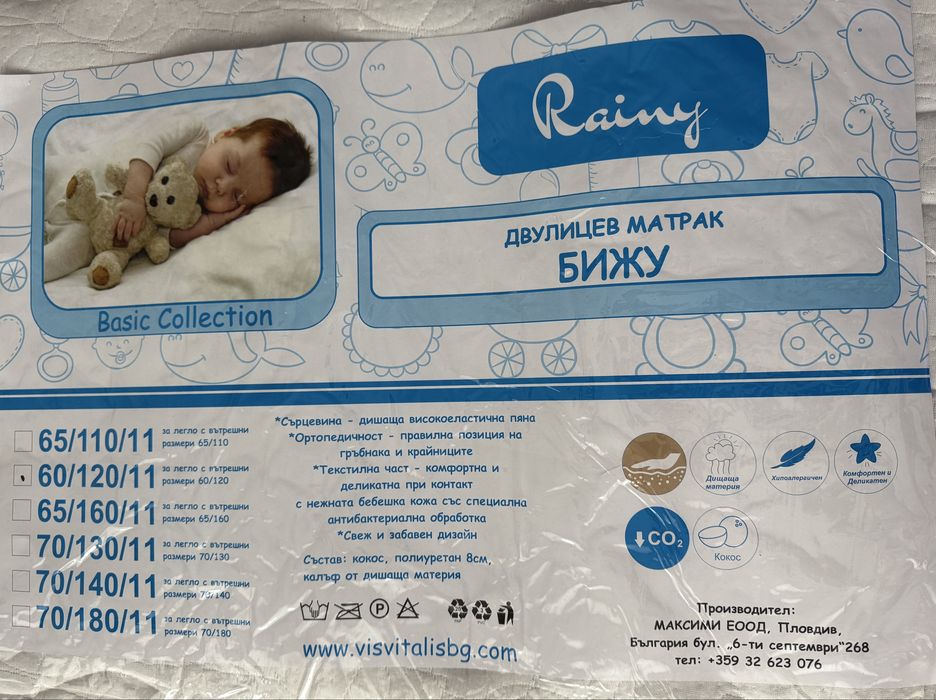 Rainy
ДВУЛИЦЕВ МАТРАК
БИЖУ
Basic Collection
65/110/11 за легло с вътрешни
размери 65/110
60/120/11 за легло с вътрешни
размери 60/120
65/160/11 за легло с вътрешни
размери 65/160
70/130/11 за легло с вътрешни
размери 70/130
70/140/11 за легло с вътрешни
размери 70/140
70/180/11 за легло с вътрешни
размери 70/180
*Сърцевина - дишаща високоеластична пяна
*Ортопедичност - правилна позиция на
гръбнака и крайниците
*Текстилна част - комфортна и
деликатна при контакт
с нежната бебешка кожа със специална
антибактериална обработка
*Свеж и забавен дизайн
Състав: кокос, полиуретан 8см,
калъф от дишаща материя
P
www.visvitalisbg.com
Дишаща
материя
Хипоалергичен
Комфортен и
Деликатен
CO2
Кокос
Производител:
МАКСИМИ ЕООД, Пловдив,
България бул. „6-ти септември"268
тел: +359 32 623 076